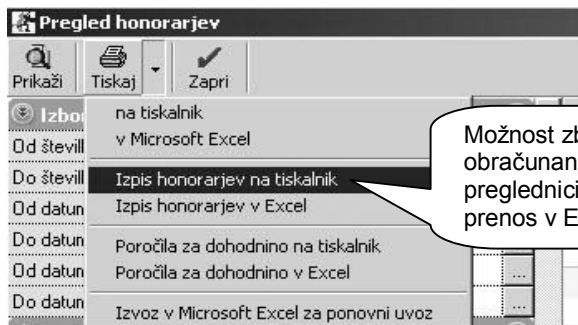 Pregled honorarjev
Prikaži Tiskaj Zapri
na tiskalnik
v Microsoft Excel
Izpis honorarjev na tiskalnik
Izpis honorarjev v Excel
Poročila za dohodnino na tiskalnik
Poročila za dohodnino v Excel
Izvoz v Microsoft Excel za ponovni uvoz
Izbo
Od števil
Do števil
Od datun
Do datun
Od datun
Do datun
Možnost zb
obračunan
preglednici
prenos v E